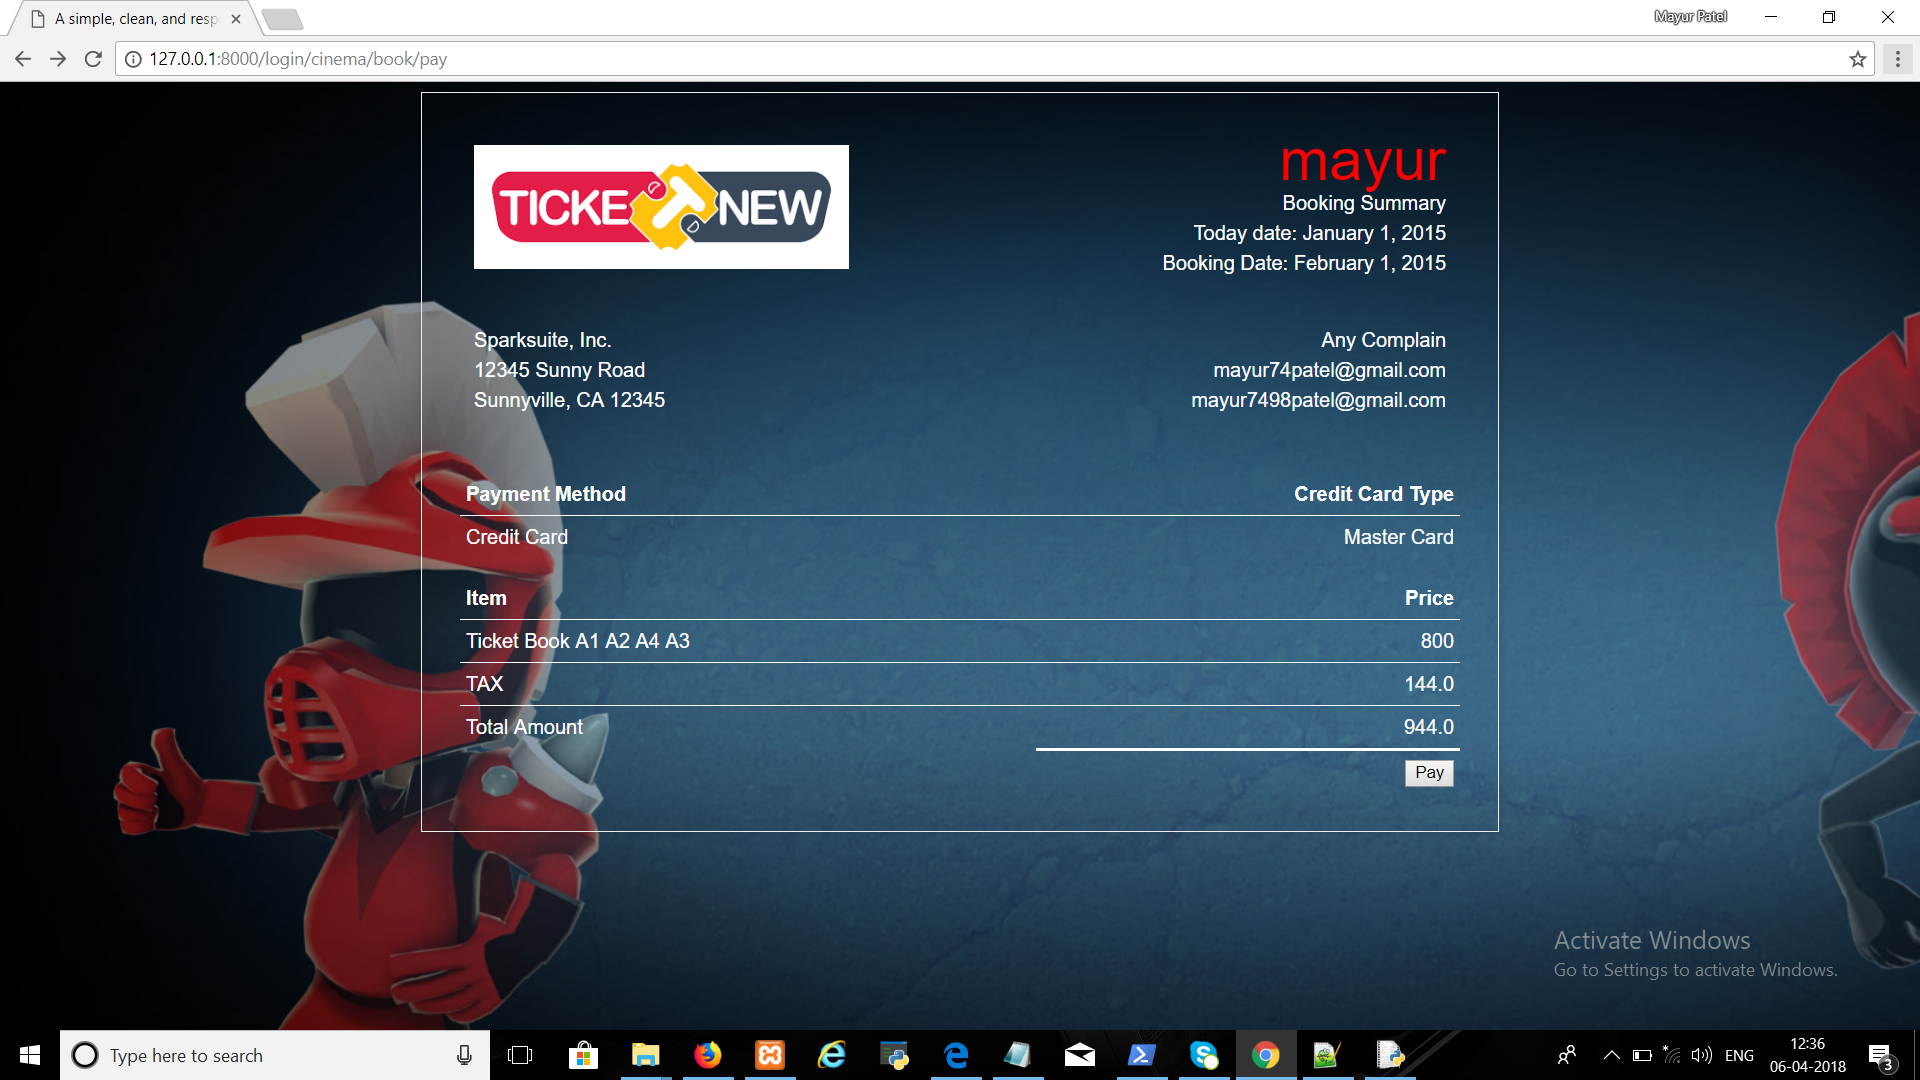 A simple, clean, and resp
Mayur Patel
127.0.0.1:8000/login/cinema/book/pay
TICKE T NEW
e
D
mayur
Booking Summary
Today date: January 1, 2015
Booking Date: February 1, 2015
Sparksuite, Inc.
12345 Sunny Road
Sunnyville, CA 12345
Any Complain
mayur74patel@gmail.com
mayur7498patel@gmail.com
Payment Method Credit Card Type
Credit Card Master Card
Item Price
Ticket Book A1 A2 A4 A3 800
TAX 144.0
Total Amount 944.0
Pay
Activate Windows
Go to Settings to activate Windows.
Type here to search
ENG
12:36
06-04-2018
3